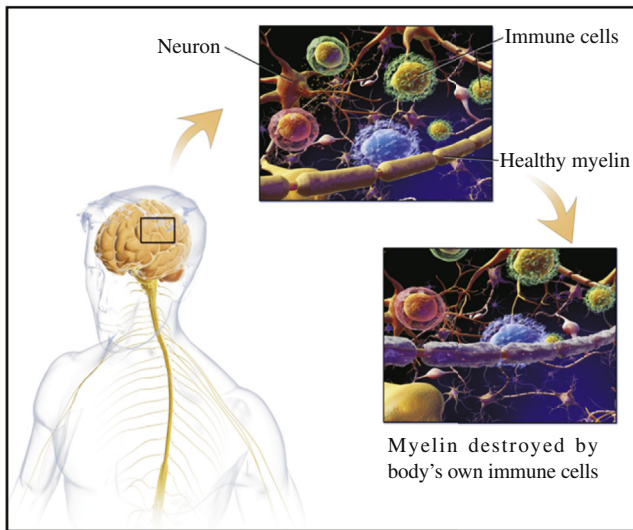 Neuron
Immune cells
Healthy myelin
Myelin destroyed by
body's own immune cells